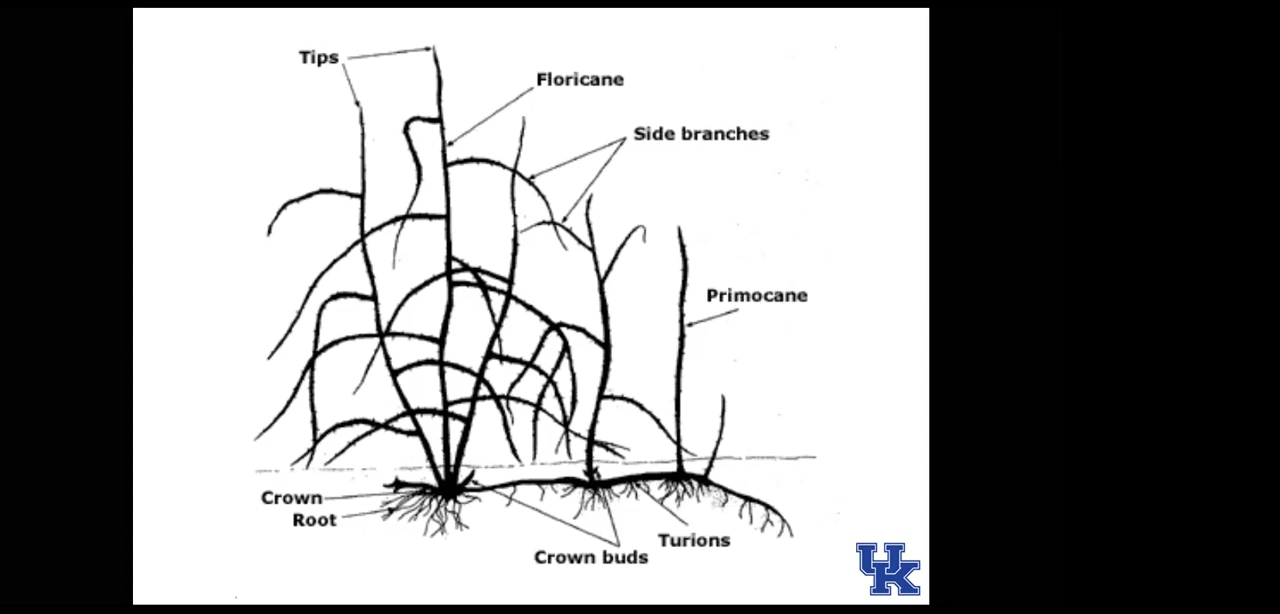 Tips
Floricane
Side branches
Primocane
Crown
Root
Turions
Crown buds
UK